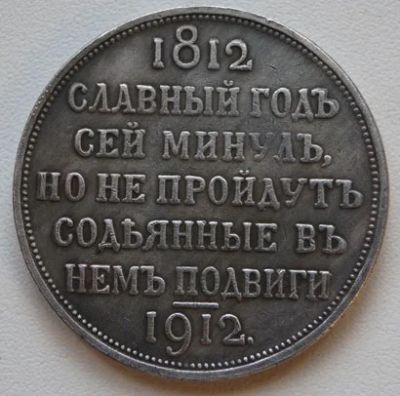 1812
СЛАВНЫЙ ГОДЪ
СЕЙ МИНУЛЪ,
НО НЕ ПРОЙДУТЪ
СОДѢЯННЫЕ ВЪ
НЕМЪ ПОДВИГИ
1912.